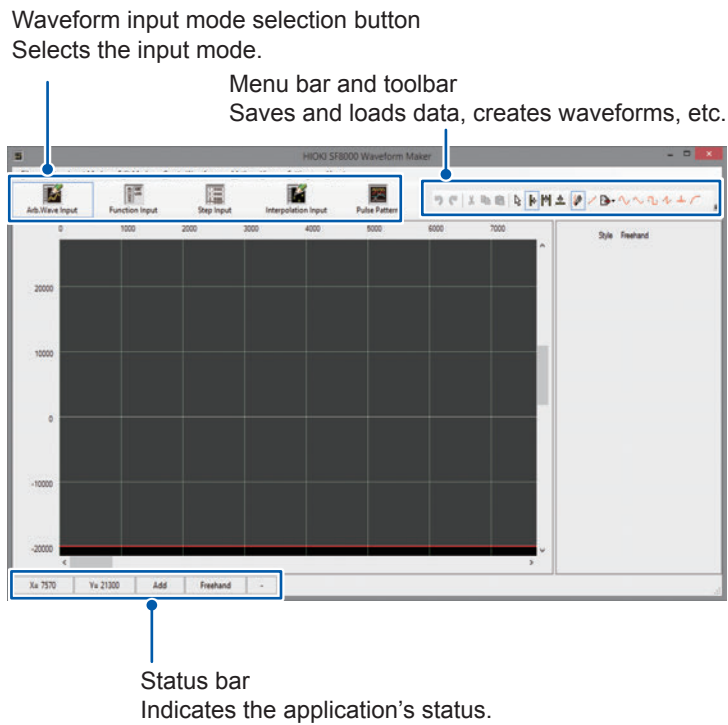 Waveform input mode selection button
Selects the input mode.
Menu bar and toolbar
Saves and loads data, creates waveforms, etc.
HIOKI SF8000 Waveform Maker
Arb.Wave Input
Function Input
Step Input
Interpolation Input
Pulse Pattern
0 1000 2000 3000 4000 5000 6000 7000
Style Freehand
20000
10000
0
-10000
-20000
X= 7570 Y= 21300 Add Freehand -
Status bar
Indicates the application’s status.